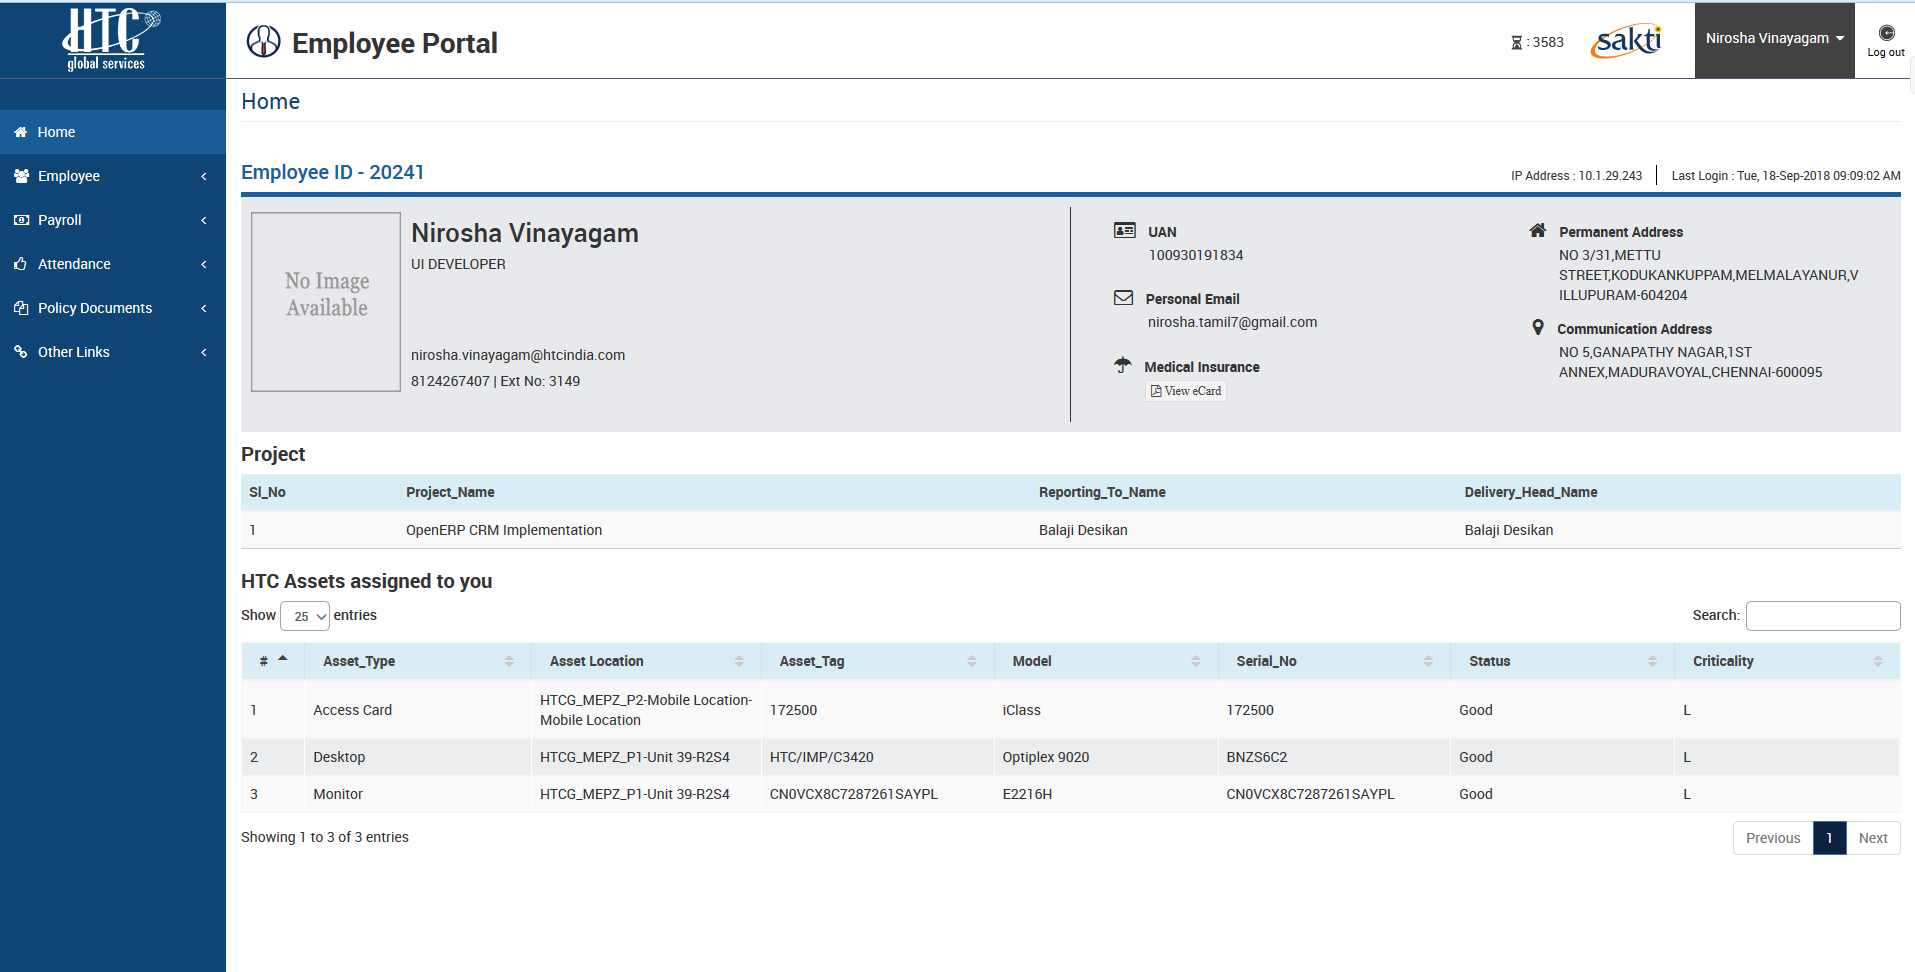 HTC
global services
Employee Portal
: 3583
sakti
Nirosha Vinayagam
Log out
Home
Employee
Payroll
Attendance
Policy Documents
Other Links
Home
Employee ID - 20241
IP Address : 10.1.29.243
Last Login : Tue, 18-Sep-2018 09:09:02 AM
No Image
Available
Nirosha Vinayagam
UI DEVELOPER
nirosha.vinayagam@htcindia.com
8124267407 | Ext No: 3149
UAN
100930191834
Personal Email
nirosha.tamil7@gmail.com
Medical Insurance
View eCard
Permanent Address
NO 3/31,METTU
STREET,KODUKANKUPPAM,MELMALAYANUR,V
ILLUPURAM-604204
Communication Address
NO 5,GANAPATHY NAGAR,1ST
ANNEX,MADURAVOYAL,CHENNAI-600095
Project
Sl_No Project_Name Reporting_To_Name Delivery_Head_Name
1 OpenERP CRM Implementation Balaji Desikan Balaji Desikan
HTC Assets assigned to you
Show 25 entries
Search:
# Asset_Type Asset Location Asset_Tag Model Serial_No Status Criticality
1 Access Card HTCG_MEPZ_P2-Mobile Location-
Mobile Location 172500 iClass 172500 Good L
2 Desktop HTCG_MEPZ_P1-Unit 39-R2S4 HTC/IMP/C3420 Optiplex 9020 BNZS6C2 Good L
3 Monitor HTCG_MEPZ_P1-Unit 39-R2S4 CN0VCX8C7287261SAYPL E2216H CN0VCX8C7287261SAYPL Good L
Showing 1 to 3 of 3 entries
Previous 1 Next